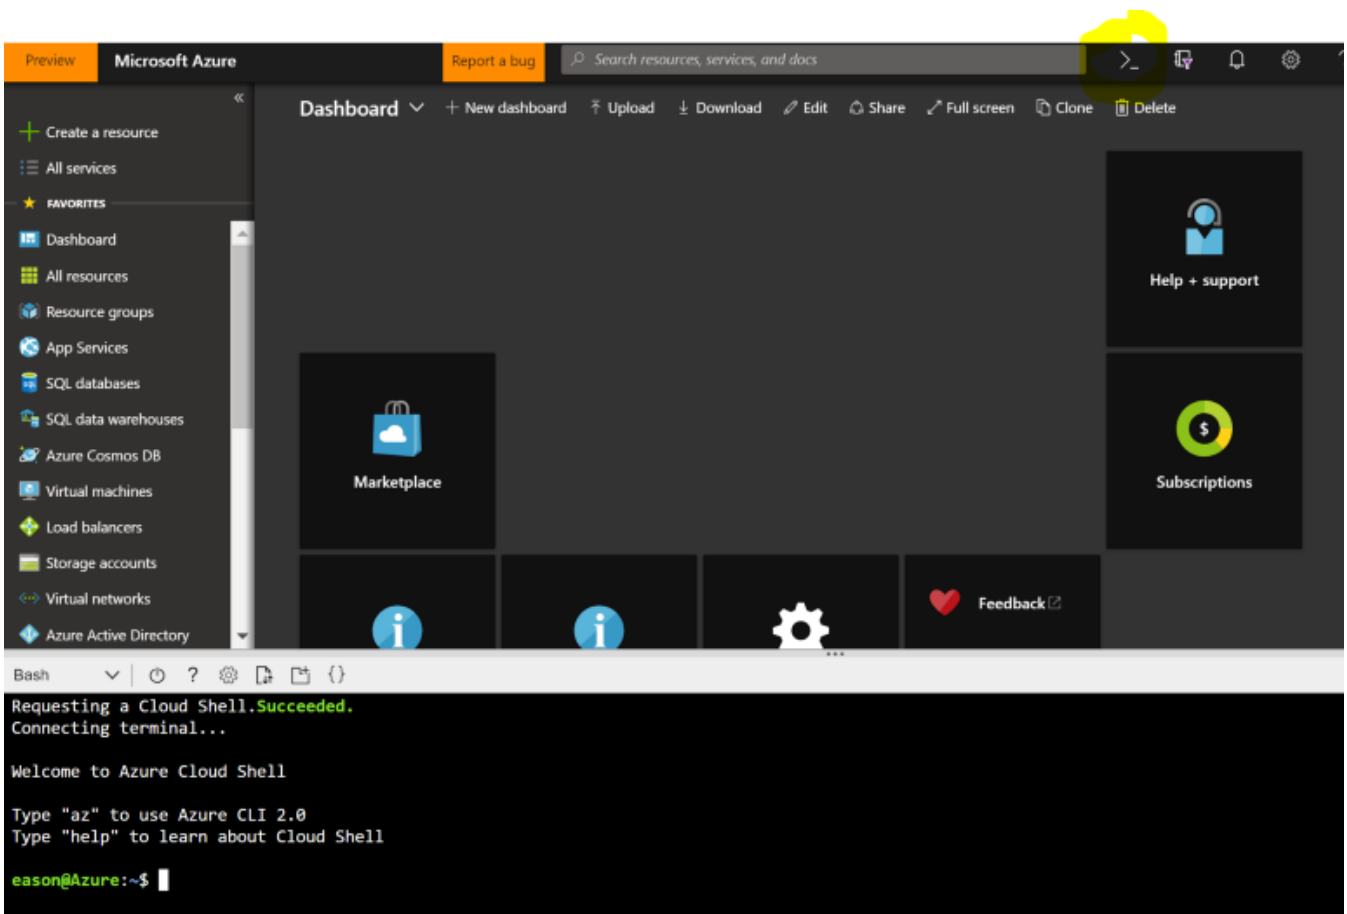 Preview Microsoft Azure Report a bug Search resources, services, and docs >_ ?
«
Dashboard + New dashboard Upload Download Edit Share Full screen Clone Delete
Create a resource
All services
FAVORITES
Dashboard
All resources
Resource groups
App Services
SQL databases
SQL data warehouses
Azure Cosmos DB
Virtual machines
Load balancers
Storage accounts
Virtual networks
Azure Active Directory
Help + support
Marketplace
$
Subscriptions
i i
Feedback
Bash ? {}
Requesting a Cloud Shell.Succeeded.
Connecting terminal...
Welcome to Azure Cloud Shell
Type "az" to use Azure CLI 2.0
Type "help" to learn about Cloud Shell
eason@Azure:~$